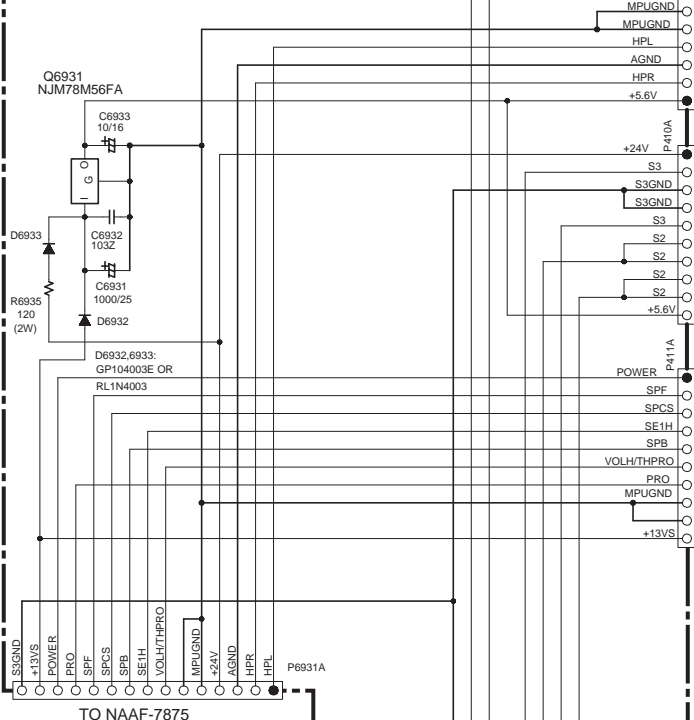 MPUGND
MPUGND
HPL
AGND
HPR
+5.6V
Q6931
NJM78M56FA
C6933
10/16
O
G
I
P410A
+24V
S3
S3GND
S3GND
S3
S2
S2
S2
S2
+5.6V
D6933
C6932
103Z
C6931
1000/25
R6935
120
(2W)
D6932
D6932,6933:
GP104003E OR
RL1N4003
P411A
POWER
SPF
SPCS
SE1H
SPB
VOLH/THPRO
PRO
MPUGND
+13VS
S3GND
+13VS
POWER
PRO
SPF
SPCS
SPB
SE1H
VOLH/THPRO
MPUGND
+24V
AGND
HPR
HPL
P6931A
TO NAAF-7875